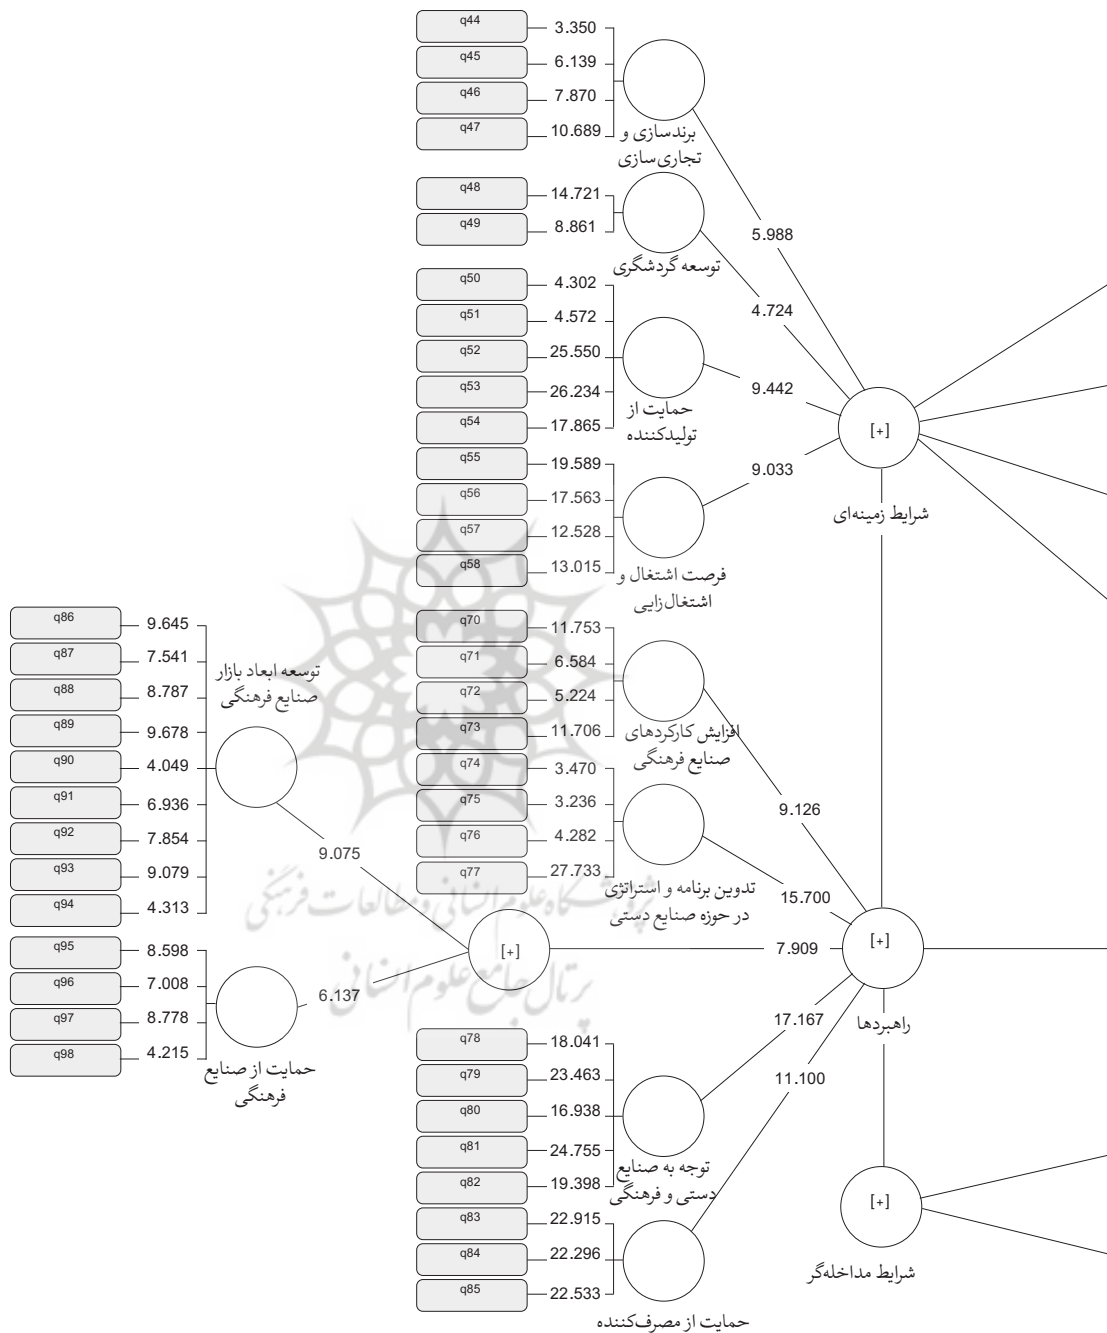 q44 3.350
q45 6.139
q46 7.870
q47 10.689
برندسازی و
تجاری‌سازی
q48 14.721
q49 8.861
توسعه گردشگری
5.988
4.724
q50 4.302
q51 4.572
q52 25.550
q53 26.234
q54 17.865
حمایت از
تولیدکننده
9.442
q55 19.589
q56 17.563
q57 12.528
q58 13.015
فرصت اشتغال و
اشتغال‌زایی
9.033
[+]
شرایط زمینه‌ای
q70 11.753
q71 6.584
q72 5.224
q73 11.706
افزایش کارکردهای
صنایع فرهنگی
9.126
q74 3.470
q75 3.236
q76 4.282
q77 27.733
تدوین برنامه و استراتژی
در حوزه صنایع دستی
15.700
q86 9.645
q87 7.541
q88 8.787
q89 9.678
q90 4.049
q91 6.936
q92 7.854
q93 9.079
q94 4.313
توسعه ابعاد بازار
صنایع فرهنگی
9.075
q95 8.598
q96 7.008
q97 8.778
q98 4.215
حمایت از صنایع
فرهنگی
6.137
[+]
7.909
[+]
راهبردها
پژوهشگاه علوم انسانی و مطالعات فرهنگی
پرتال جامع علوم انسانی
q78 18.041
q79 23.463
q80 16.938
q81 24.755
q82 19.398
توجه به صنایع
دستی و فرهنگی
17.167
q83 22.915
q84 22.296
q85 22.533
حمایت از مصرف‌کننده
11.100
[+]
شرایط مداخله‌گر